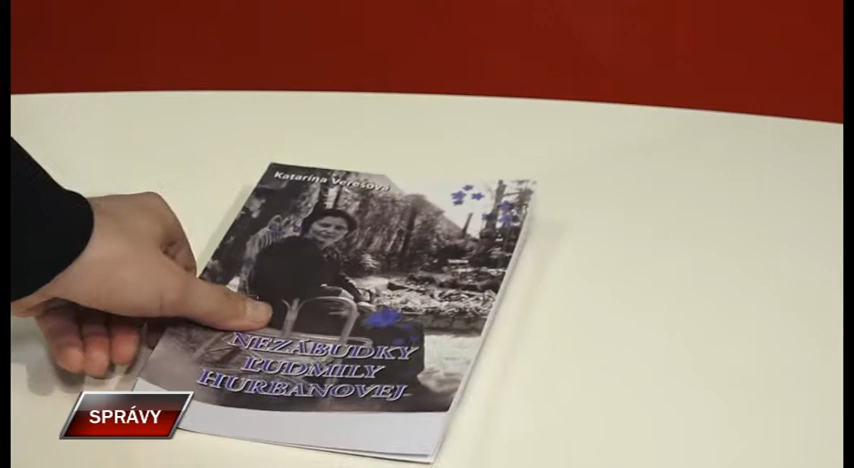 Katarína Verešová
NEZÁBUDKY
ĽUDMILY
HURBANOVEJ
SPRÁVY